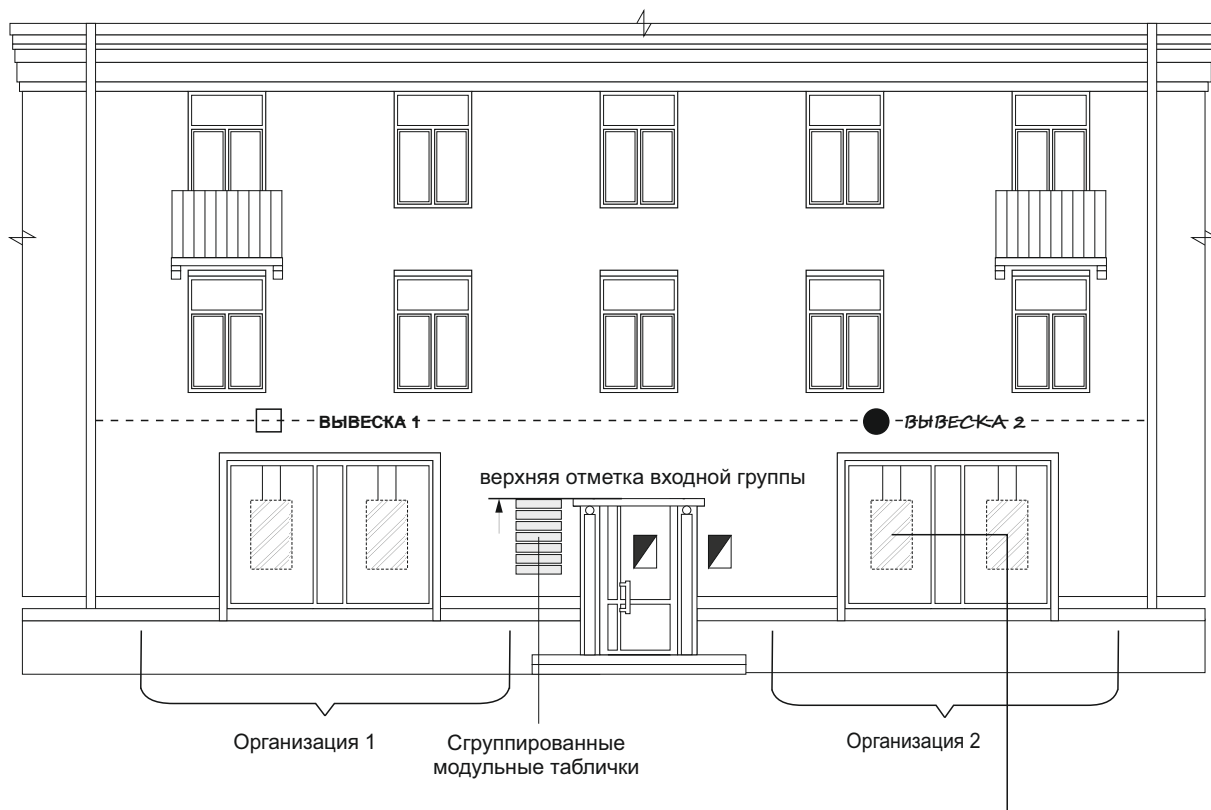 ВЫВЕСКА 1
ВЫВЕСКА 2
верхняя отметка входной группы
Организация 1
Сгруппированные
модульные таблички
Организация 2